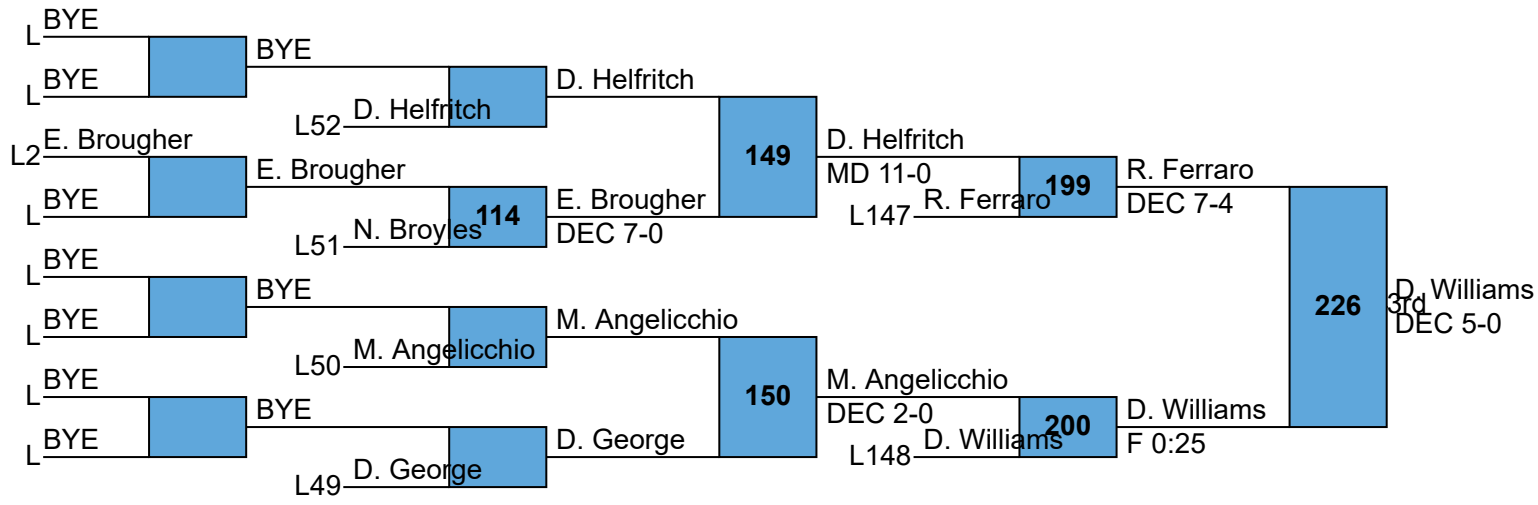 BYE
L
BYE
BYE
L
D. Helfritch
L52
D. Helfritch
E. Brougher
L2
E. Brougher
BYE
L
N. Broyles
L51
114
E. Brougher
DEC 7-0
149
D. Helfritch
MD 11-0
R. Ferraro
L147
199
R. Ferraro
DEC 7-4
BYE
L
BYE
BYE
L
M. Angelicchio
L50
M. Angelicchio
BYE
L
BYE
BYE
L
D. George
L49
D. George
150
M. Angelicchio
DEC 2-0
D. Williams
L148
200
D. Williams
F 0:25
226
D. Williams
3rd
DEC 5-0